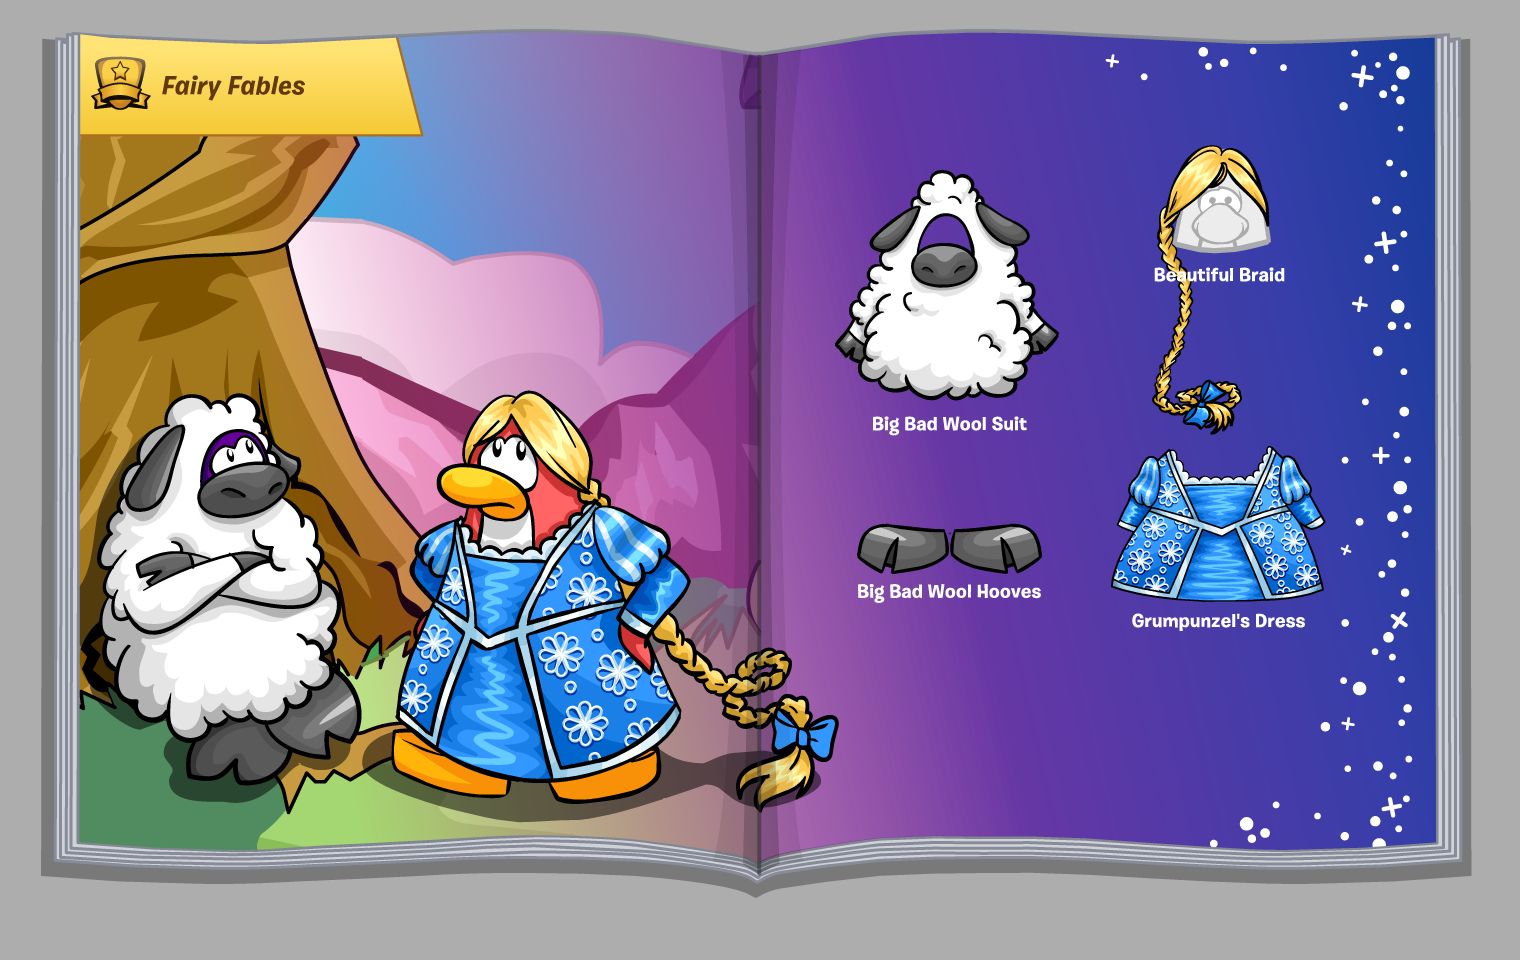 Fairy Fables
Beautiful Braid
Big Bad Wool Suit
Big Bad Wool Hooves
Grumpunzel's Dress